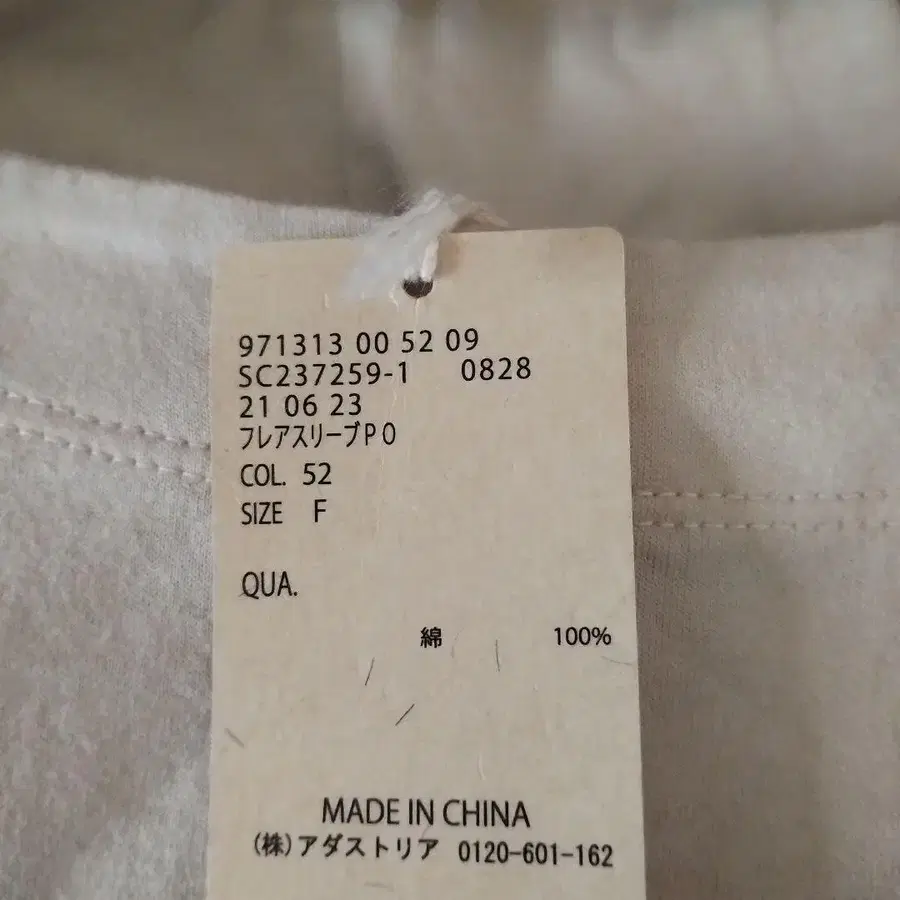 971313 00 52 09
SC237259-1 0828
21 06 23
フレアスリーブPO
COL. 52
SIZE F
QUA.
綿 100%
MADE IN CHINA
(株)アダストリア 0120-601-162